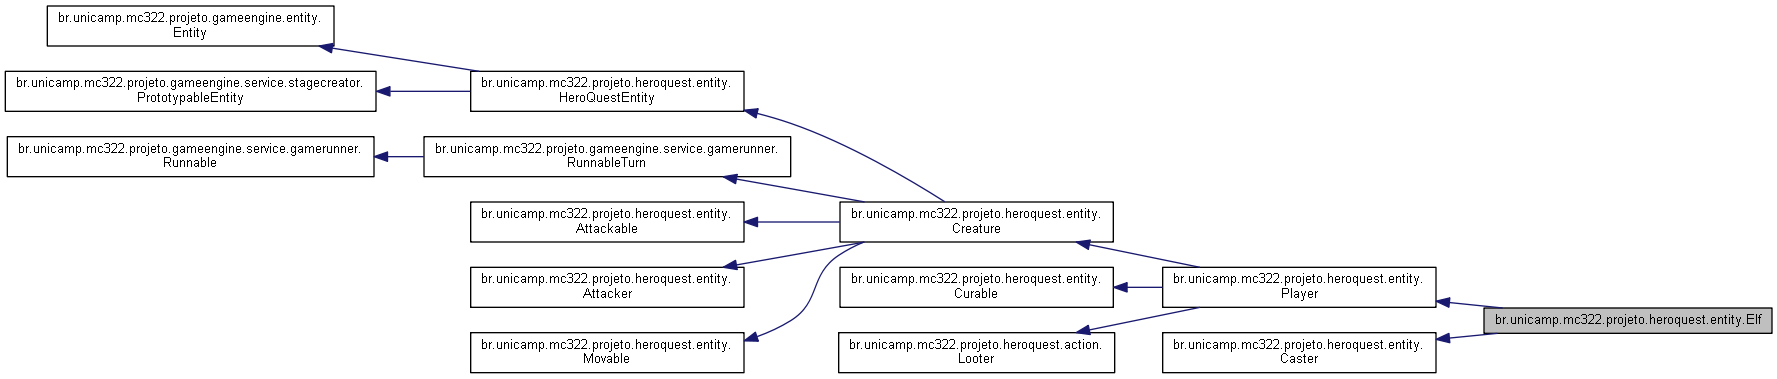 br.unicamp.mc322.projeto.gameengine.entity.
Entity
br.unicamp.mc322.projeto.gameengine.service.stagecreator.
PrototypableEntity
br.unicamp.mc322.projeto.heroquest.entity.
HeroQuestEntity
br.unicamp.mc322.projeto.gameengine.service.gamerunner.
Runnable
br.unicamp.mc322.projeto.gameengine.service.gamerunner.
RunnableTurn
br.unicamp.mc322.projeto.heroquest.entity.
Attackable
br.unicamp.mc322.projeto.heroquest.entity.
Creature
br.unicamp.mc322.projeto.heroquest.entity.
Attacker
br.unicamp.mc322.projeto.heroquest.entity.
Curable
br.unicamp.mc322.projeto.heroquest.entity.
Player
br.unicamp.mc322.projeto.heroquest.entity.Elf
br.unicamp.mc322.projeto.heroquest.entity.
Movable
br.unicamp.mc322.projeto.heroquest.action.
Looter
br.unicamp.mc322.projeto.heroquest.entity.
Caster